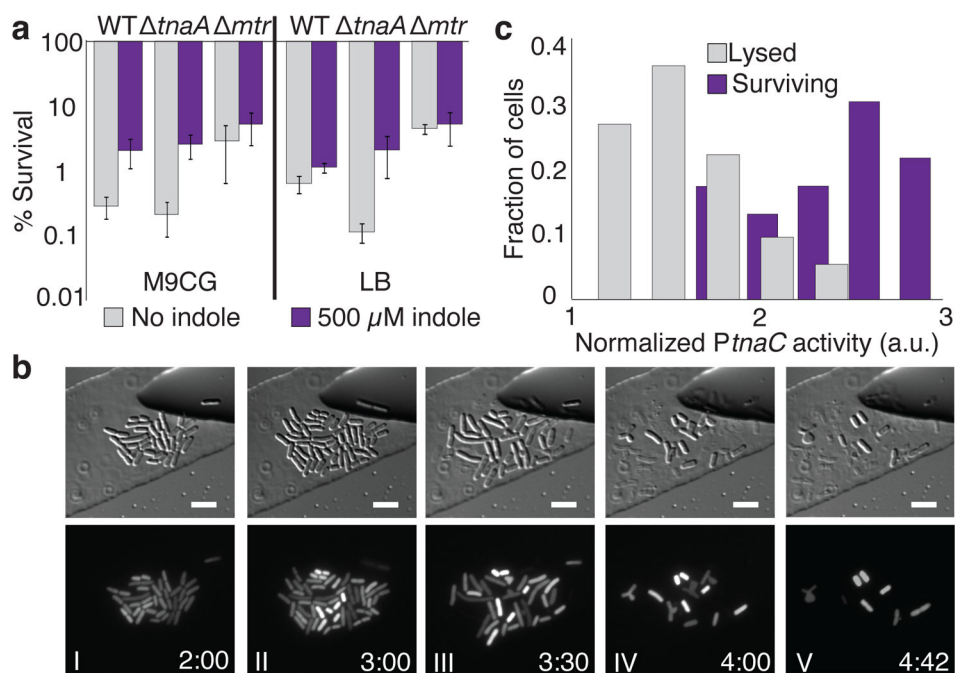 a
WT ΔtnaA Δmtr WT ΔtnaA Δmtr
100
10
1
0.1
0.01
% Survival
M9CG
LB
No indole
500 µM indole
c
0.4
0.3
0.2
0.1
0
Fraction of cells
Lysed
Surviving
1
2
3
Normalized PtnaC activity (a.u.)
b
I 2:00
II 3:00
III 3:30
IV 4:00
V 4:42